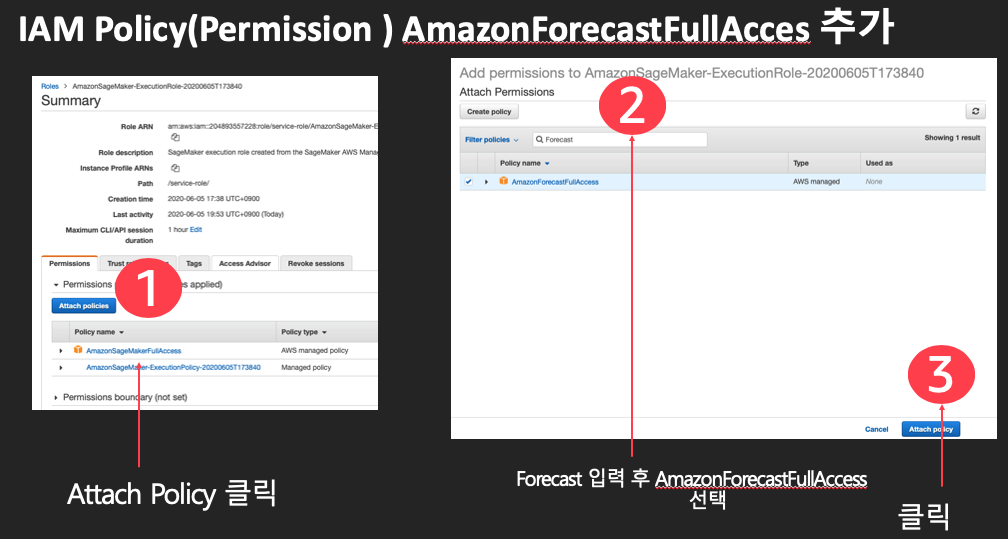 IAM Policy(Permission ) AmazonForecastFullAcces 추가
Roles > AmazonSageMaker-ExecutionRole-20200605T173840
Summary
Role ARN arn:aws:iam::204893557228:role/service-role/AmazonSageMaker-E
Role description SageMaker execution role created from the SageMaker AWS Manag
Instance Profile ARNs
Path /service-role/
Creation time 2020-06-05 17:38 UTC+0900
Last activity 2020-06-05 19:53 UTC+0900 (Today)
Maximum CLI/API session duration 1 hour Edit
Permissions Trust Tags Access Advisor Revoke sessions
1
Permissions applied)
Attach policies
Policy name Policy type
AmazonSageMakerFullAccess AWS managed policy
AmazonSageMaker-ExecutionPolicy-20200605T173840 Managed policy
Permissions boundary (not set)
Attach Policy 클릭
Add permissions to AmazonSageMaker-ExecutionRole-20200605T173840
Attach Permissions
2
Create policy
Filter policies Forecast Showing 1 result
Policy name Type Used as
AmazonForecastFullAccess AWS managed None
3
Cancel Attach policy
Forecast 입력 후 AmazonForecastFullAccess
선택
클릭